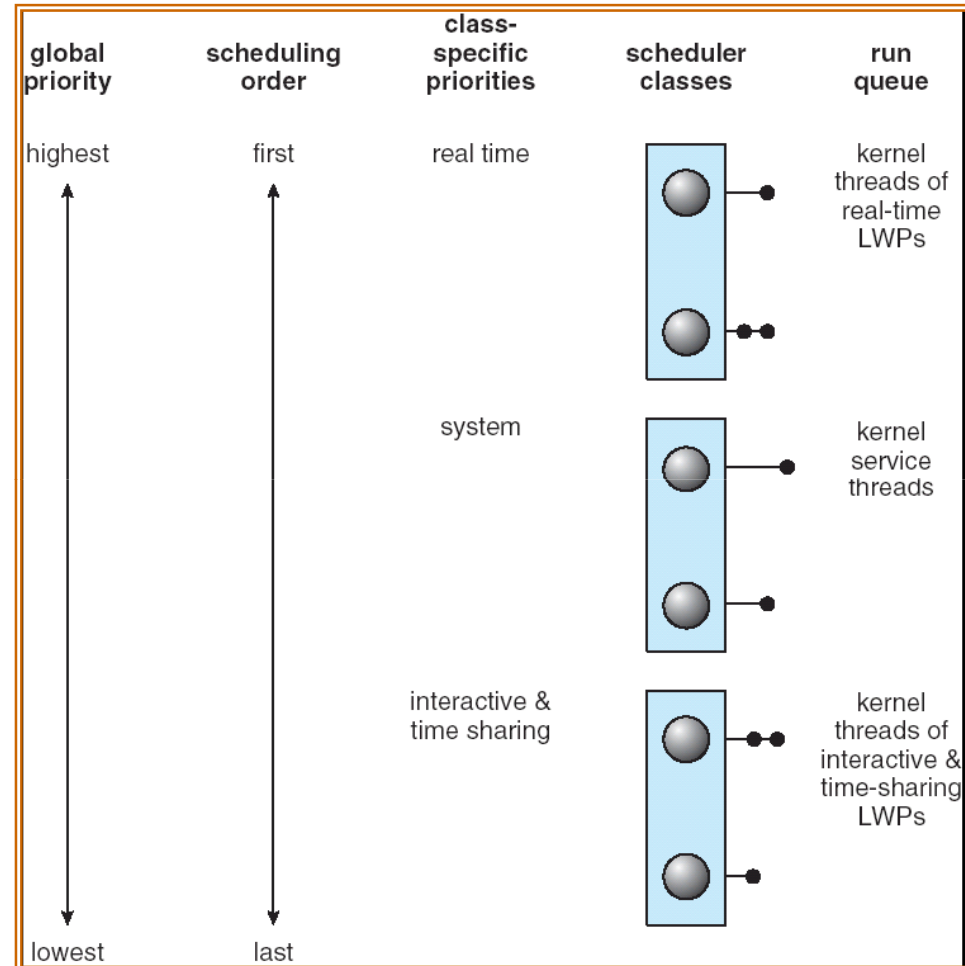 global
priority
scheduling
order
class-
specific
priorities
scheduler
classes
run
queue
highest
first
real time
kernel
threads of
real-time
LWPs
system
kernel
service
threads
interactive &
time sharing
kernel
threads of
interactive &
time-sharing
LWPs
lowest
last